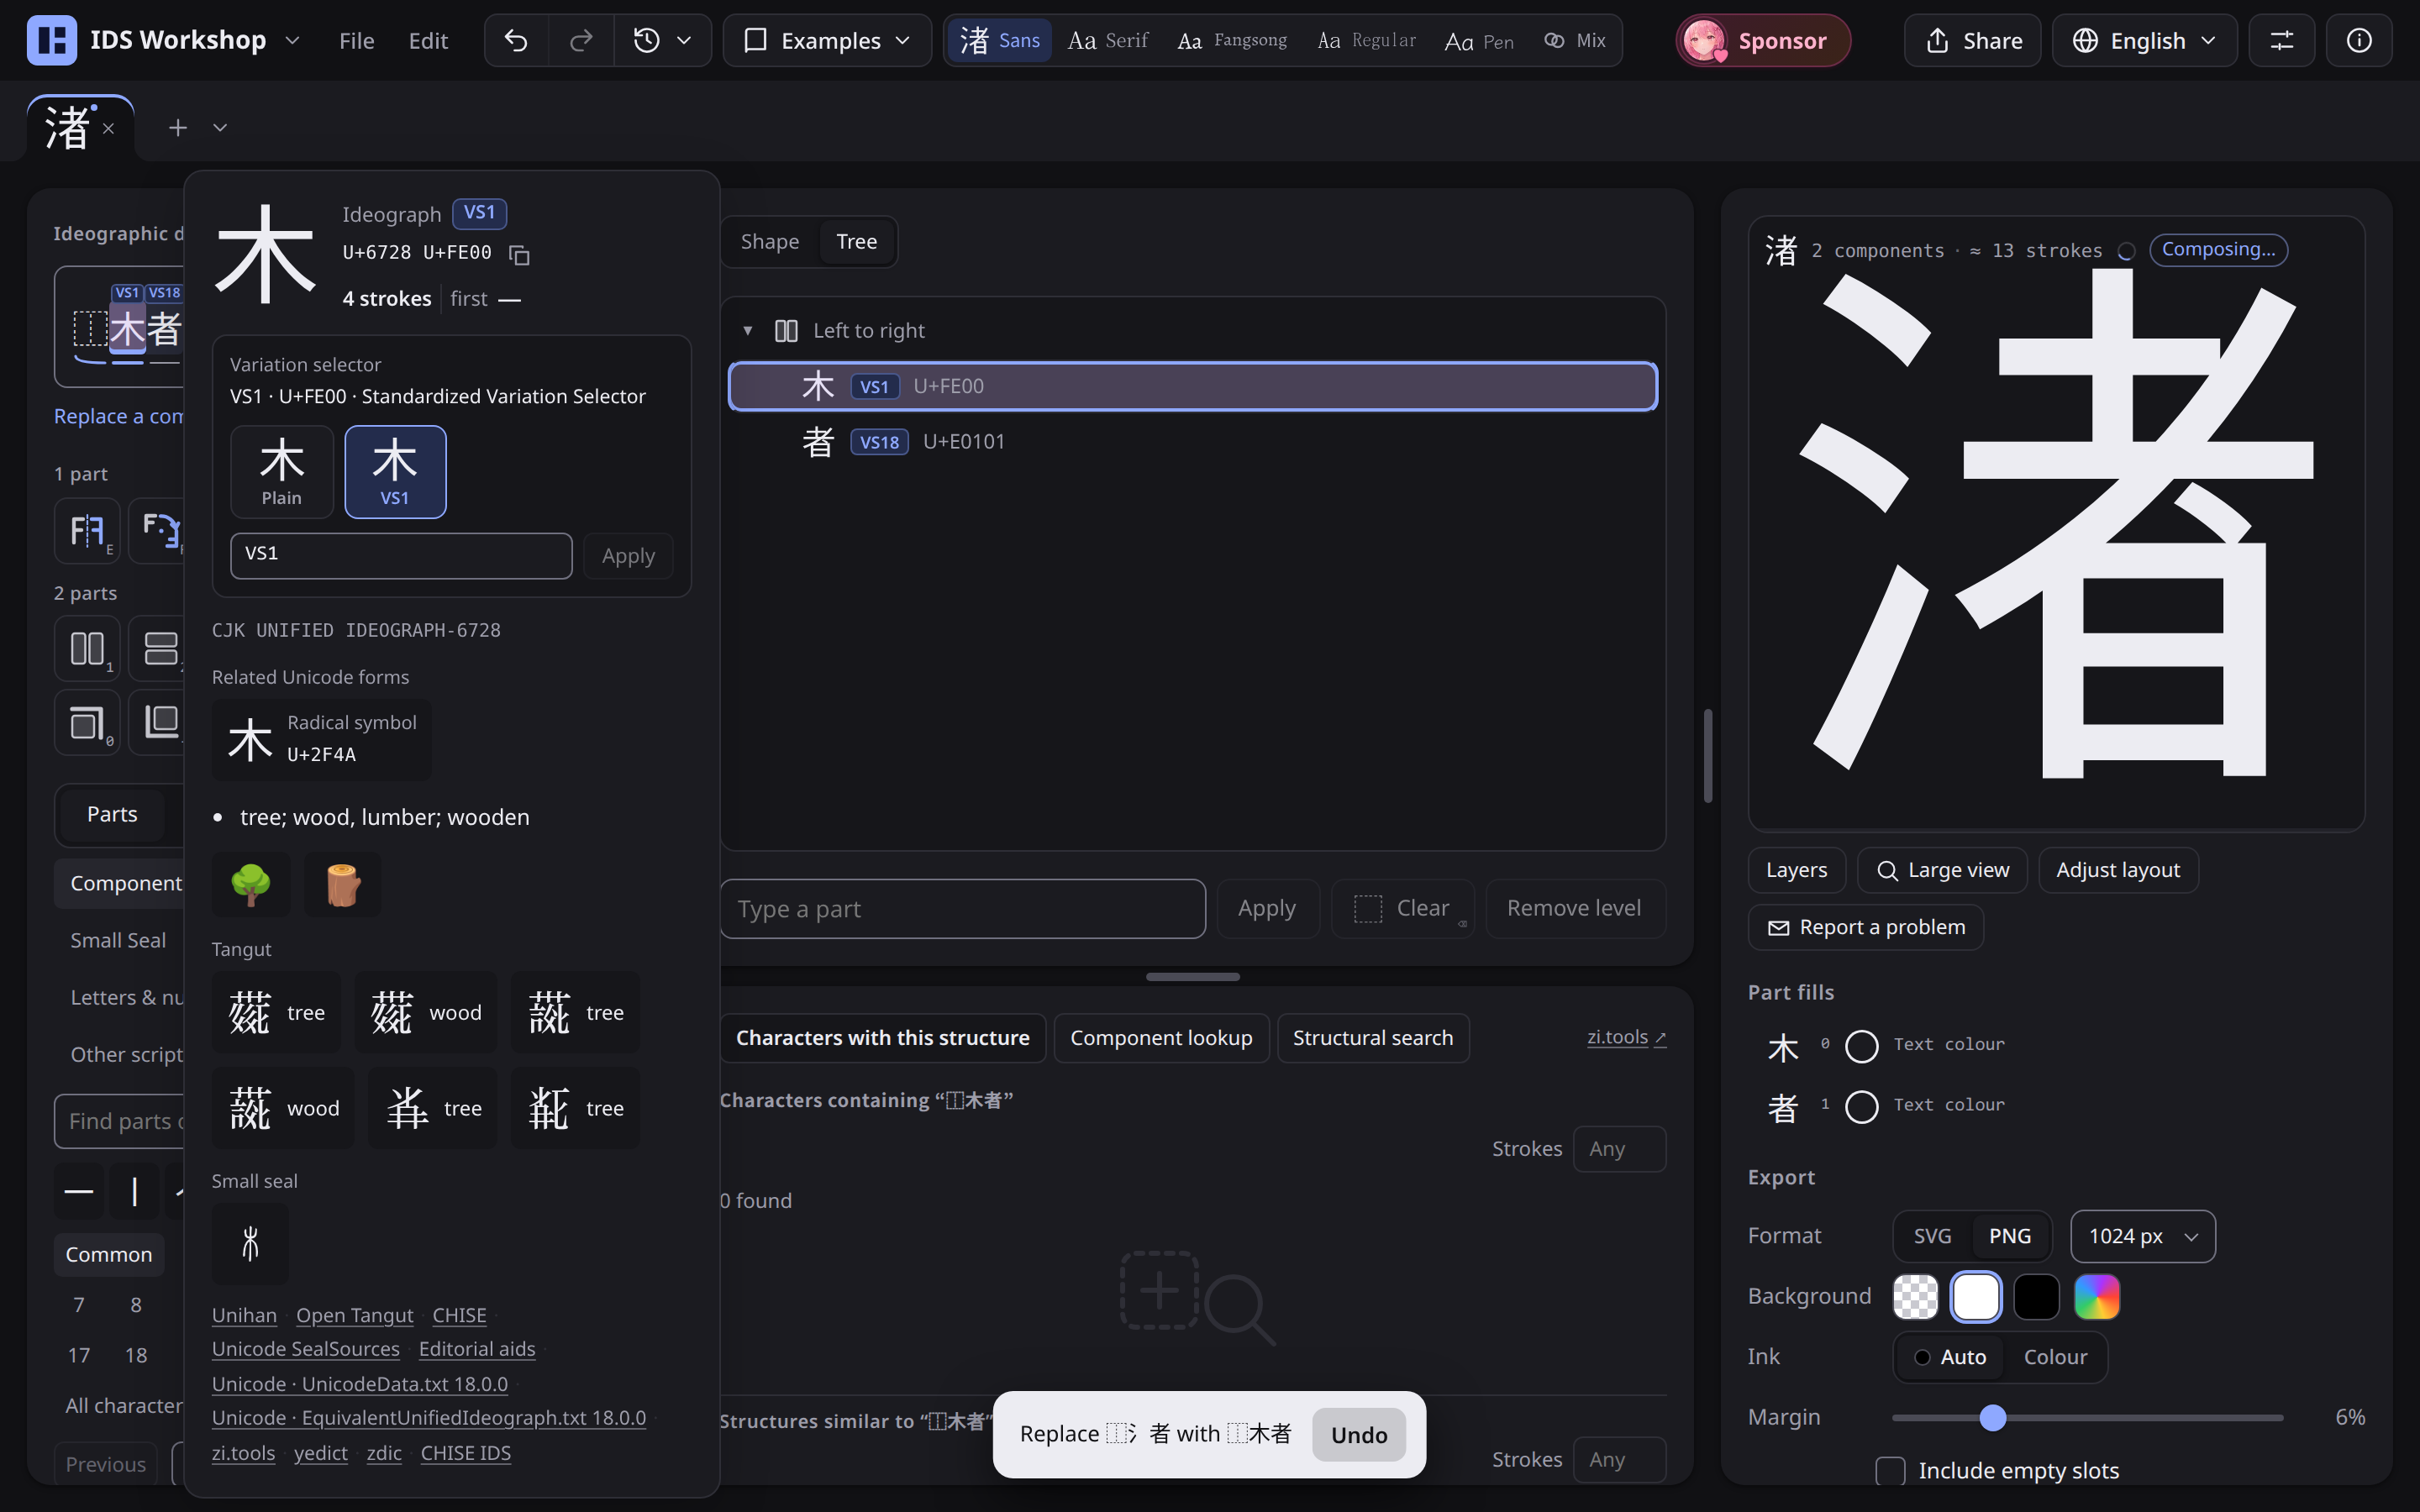 IDS Workshop File Edit Examples 渚 Sans Aa Serif Aa Fangsong Aa Regular Aa Pen Mix Sponsor Share English
渚
Ideographic d
VS1 VS18
⿰木者
Replace a com
1 part
E
2 parts
1
0
Parts
Component
Small Seal
Letters & nu
Other script
Find parts o
Common
7 8
17 18
All character
Previous
木
Ideograph VS1
U+6728 U+FE00
4 strokes first 一
Variation selector
VS1 · U+FE00 · Standardized Variation Selector
木 木
Plain VS1
VS1 Apply
CJK UNIFIED IDEOGRAPH-6728
Related Unicode forms
⽊ Radical symbol
U+2F4A
• tree; wood, lumber; wooden
Tangut
tree wood tree
wood tree tree
Small seal
Unihan · Open Tangut · CHISE ·
Unicode SealSources · Editorial aids ·
Unicode · UnicodeData.txt 18.0.0 ·
Unicode · EquivalentUnifiedIdeograph.txt 18.0.0 ·
zi.tools · yedict · zdic · CHISE IDS
Shape Tree
Left to right
木 VS1 U+FE00
者 VS18 U+E0101
Type a part Apply Clear Remove level
Characters with this structure Component lookup Structural search zi.tools ↗
Characters containing “⿰木者”
Strokes Any
0 found
Structures similar to “⿰木者”
Strokes Any
Replace ⿰氵者 with ⿰木者 Undo
渚 2 components · ≈ 13 strokes Composing…
渚
Layers Large view Adjust layout
Report a problem
Part fills
木 0 Text colour
者 1 Text colour
Export
Format SVG PNG 1024 px
Background
Ink Auto Colour
Margin 6%
Include empty slots